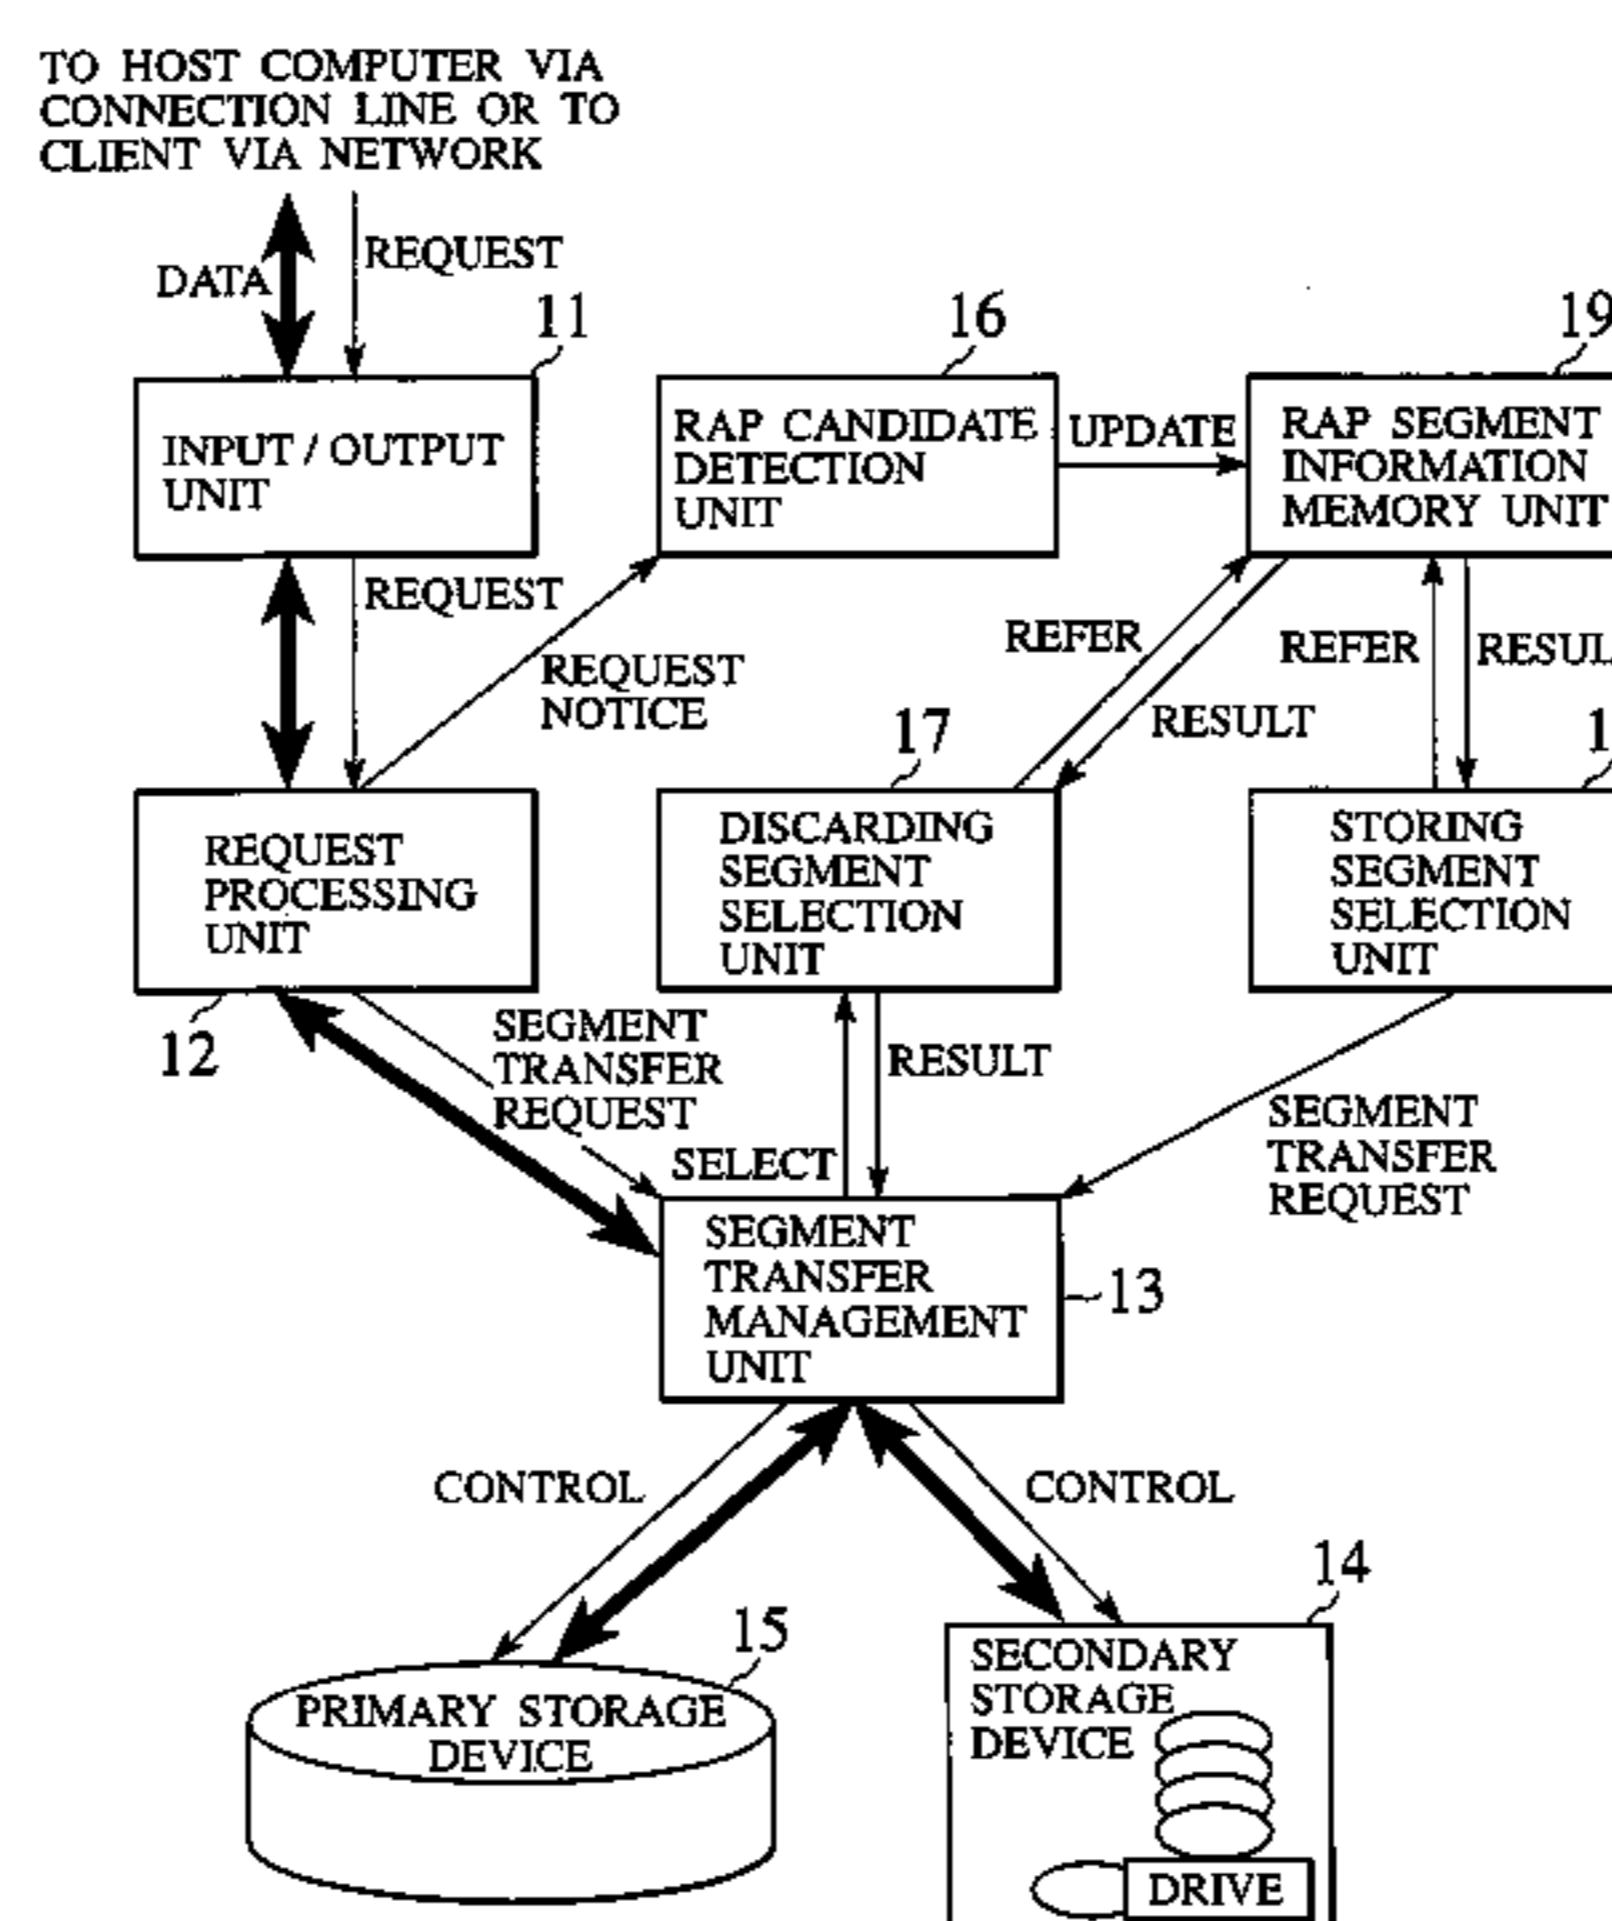 TO HOST COMPUTER VIA
CONNECTION LINE OR TO
CLIENT VIA NETWORK
DATA
REQUEST
11
16
19
INPUT / OUTPUT
UNIT
RAP CANDIDATE
DETECTION
UNIT
UPDATE
RAP SEGMENT
INFORMATION
MEMORY UNIT
REQUEST
REQUEST
NOTICE
REFER
RESULT
REFER
17
REQUEST
PROCESSING
UNIT
12
DISCARDING
SEGMENT
SELECTION
UNIT
STORING
SEGMENT
SELECTION
UNIT
SEGMENT
TRANSFER
REQUEST
SELECT
RESULT
SEGMENT
TRANSFER
REQUEST
SEGMENT
TRANSFER
MANAGEMENT
UNIT
13
CONTROL
CONTROL
15
14
PRIMARY STORAGE
DEVICE
SECONDARY
STORAGE
DEVICE
DRIVE